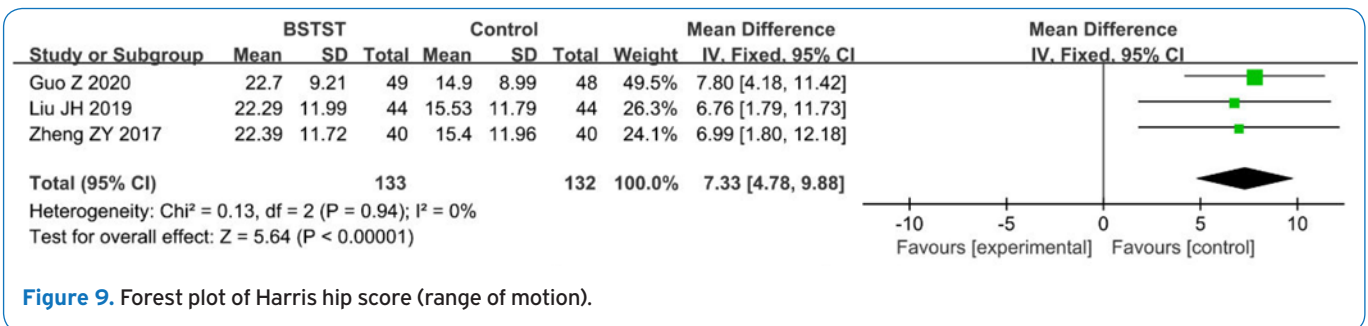 BSTST Control Mean Difference Mean Difference
Study or Subgroup Mean SD Total Mean SD Total Weight IV, Fixed, 95% CI IV, Fixed, 95% CI
Guo Z 2020 22.7 9.21 49 14.9 8.99 48 49.5% 7.80 [4.18, 11.42]
Liu JH 2019 22.29 11.99 44 15.53 11.79 44 26.3% 6.76 [1.79, 11.73]
Zheng ZY 2017 22.39 11.72 40 15.4 11.96 40 24.1% 6.99 [1.80, 12.18]
Total (95% CI) 133 132 100.0% 7.33 [4.78, 9.88]
Heterogeneity: Chi² = 0.13, df = 2 (P = 0.94); I² = 0%
Test for overall effect: Z = 5.64 (P < 0.00001)
-10 -5 0 5 10
Favours [experimental] Favours [control]
Figure 9. Forest plot of Harris hip score (range of motion).